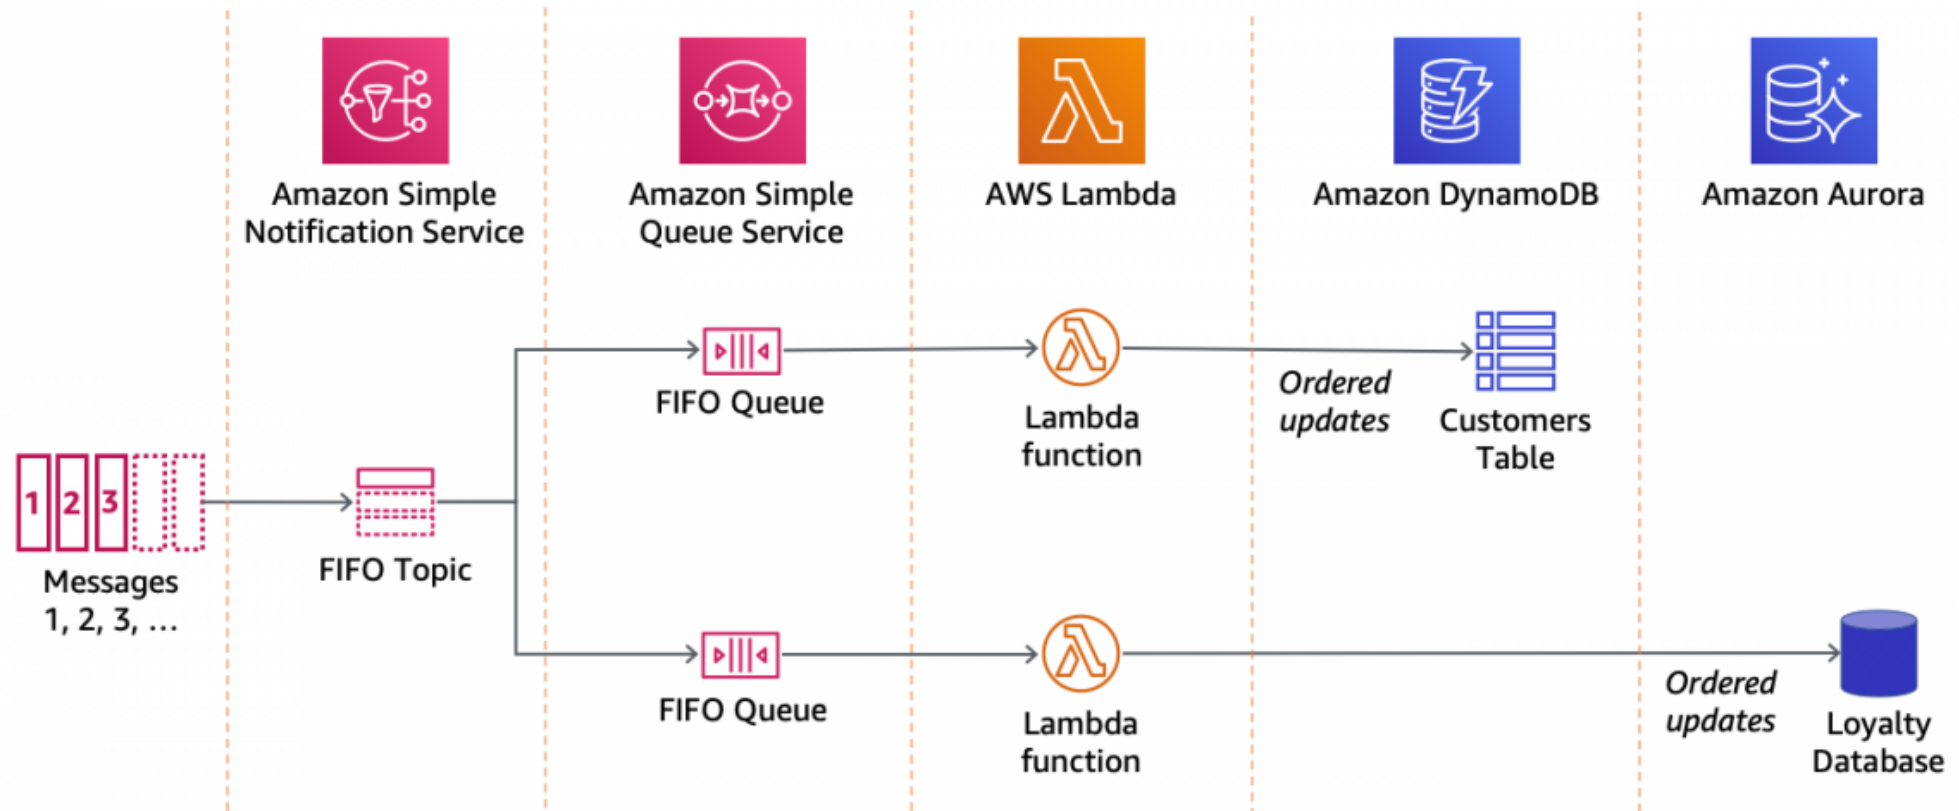 Amazon Simple
Notification Service
Amazon Simple
Queue Service
AWS Lambda
Amazon DynamoDB
Amazon Aurora
FIFO Queue
Lambda
function
Ordered
updates
Customers
Table
1 2 3
Messages
1, 2, 3, ...
FIFO Topic
FIFO Queue
Lambda
function
Ordered
updates
Loyalty
Database